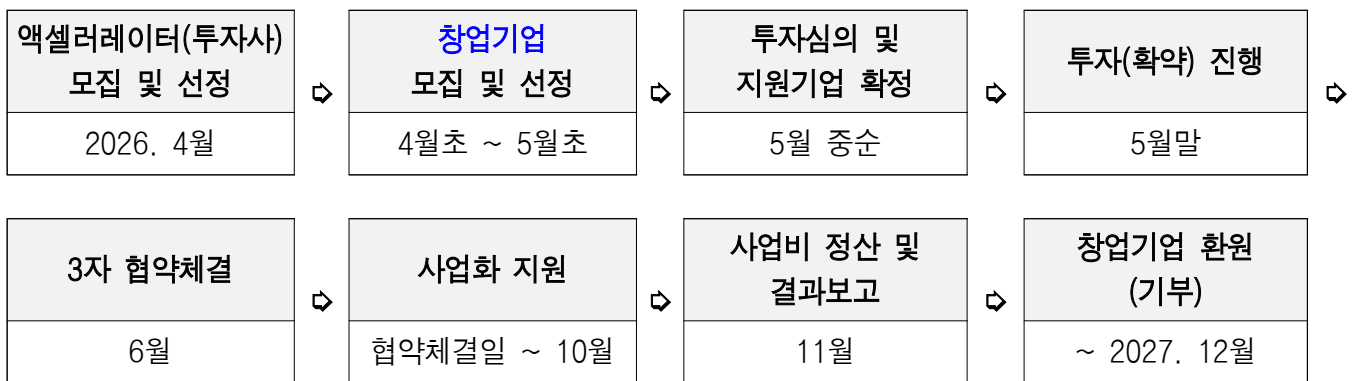 액셀러레이터(투자사)
모집 및 선정
2026. 4월
창업기업
모집 및 선정
4월초 ~ 5월초
투자심의 및
지원기업 확정
5월 중순
투자(확약) 진행
5월말
3자 협약체결
6월
사업화 지원
협약체결일 ~ 10월
사업비 정산 및
결과보고
11월
창업기업 환원
(기부)
~ 2027. 12월